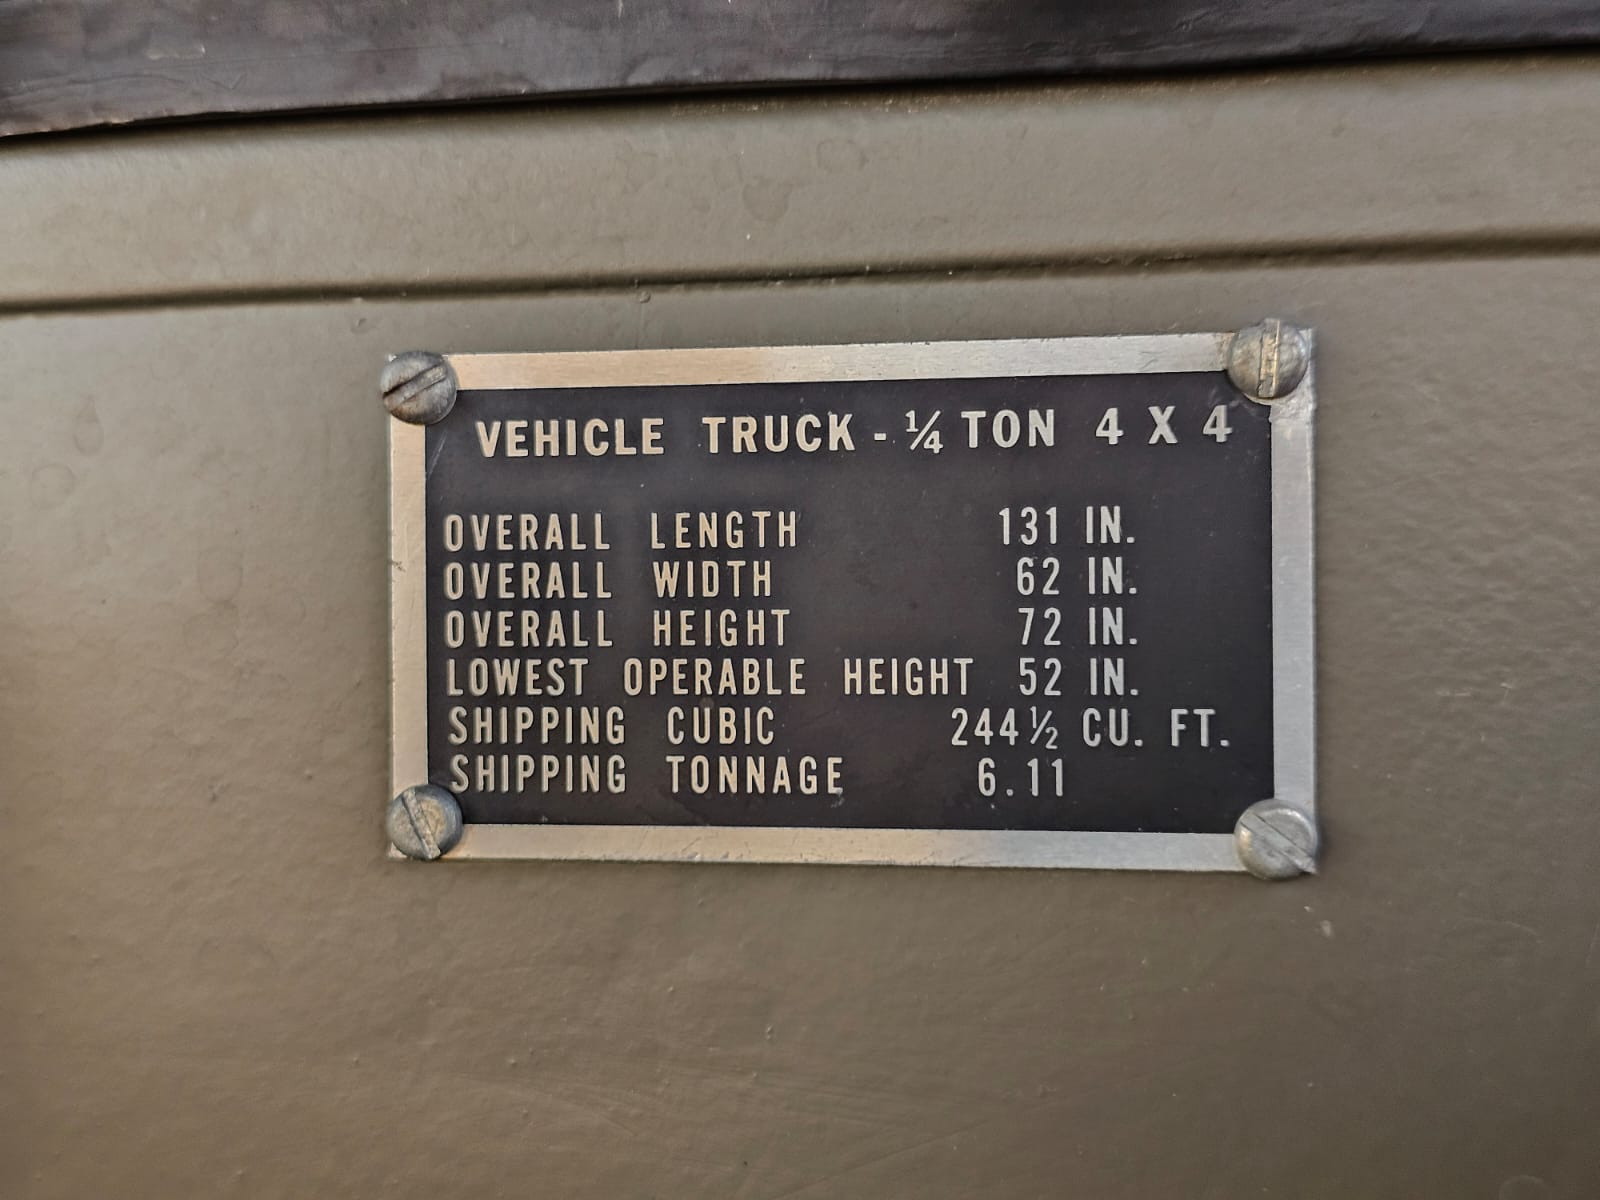 VEHICLE TRUCK - ¼ TON 4 X 4
OVERALL LENGTH 131 IN.
OVERALL WIDTH 62 IN.
OVERALL HEIGHT 72 IN.
LOWEST OPERABLE HEIGHT 52 IN.
SHIPPING CUBIC 244½ CU. FT.
SHIPPING TONNAGE 6.11